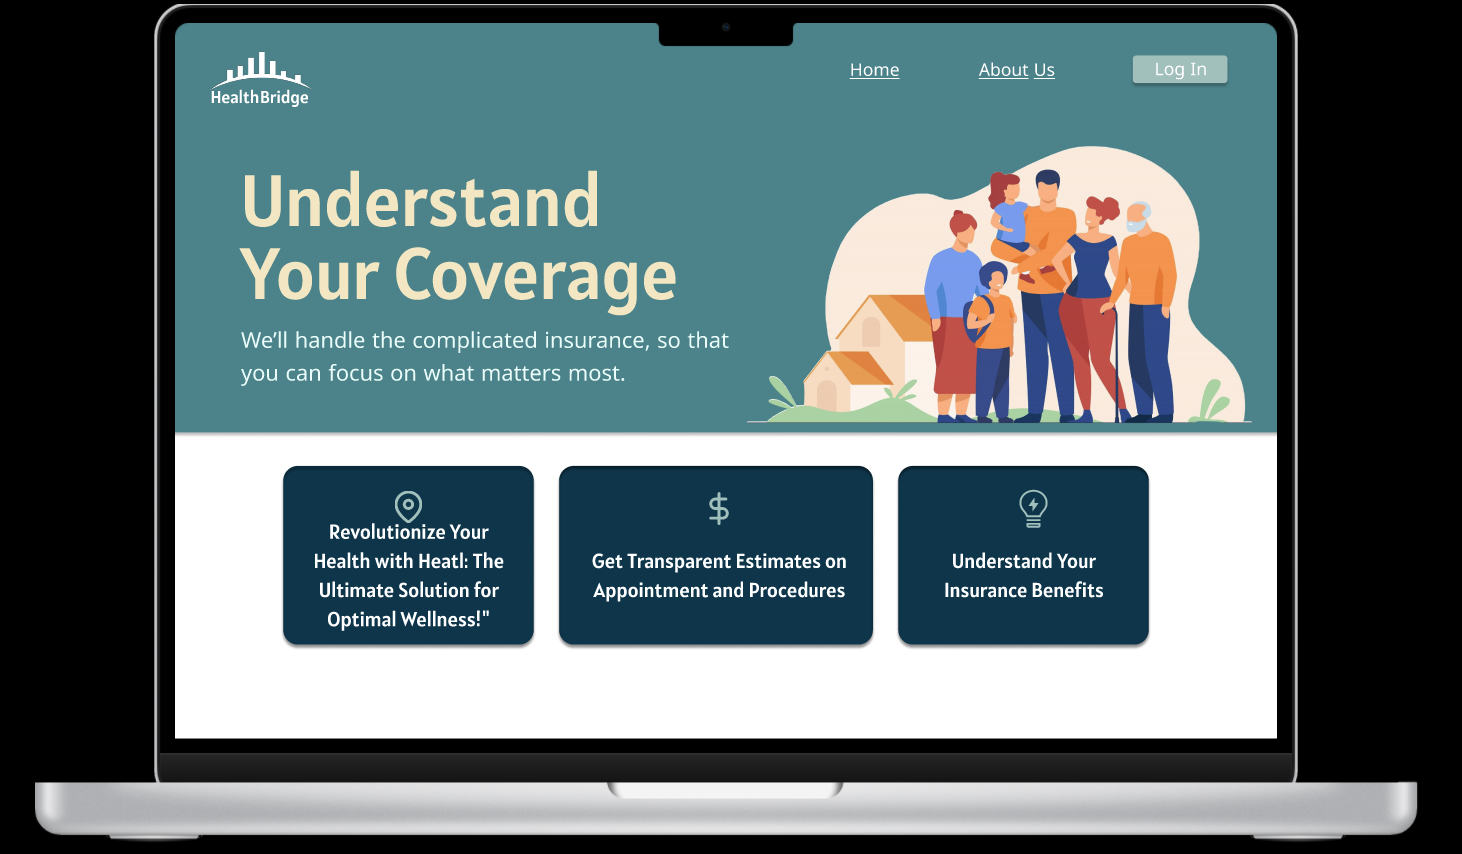 HealthBridge
Home
About Us
Log In
Understand
Your Coverage
We’ll handle the complicated insurance, so that
you can focus on what matters most.
Revolutionize Your
Health with Heatl: The
Ultimate Solution for
Optimal Wellness!"
$
Get Transparent Estimates on
Appointment and Procedures
Understand Your
Insurance Benefits